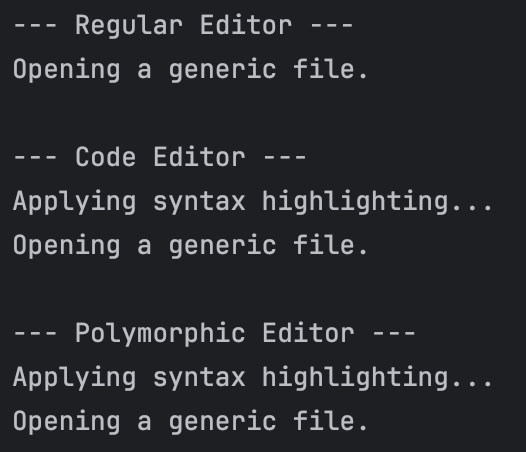 --- Regular Editor ---
Opening a generic file.
--- Code Editor ---
Applying syntax highlighting...
Opening a generic file.
--- Polymorphic Editor ---
Applying syntax highlighting...
Opening a generic file.